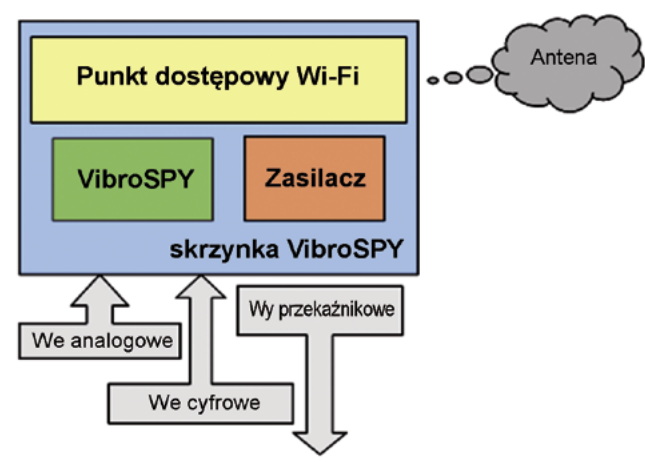 Punkt dostępowy Wi-Fi
Antena
VibroSPY
Zasilacz
skrzynka VibroSPY
We analogowe
Wy przekaźnikowe
We cyfrowe